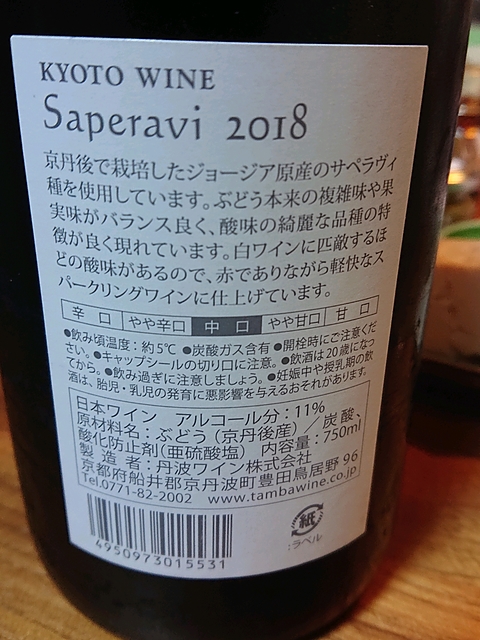 KYOTO WINE
Saperavi 2018
京丹後で栽培したジョージア原産のサペラヴィ
種を使用しています。ぶどう本来の複雑味や果
実味がバランス良く、酸味の綺麗な品種の特
徴が良く現れています。白ワインに匹敵するほ
どの酸味があるので、赤でありながら軽快なス
パークリングワインに仕上げています。
辛口 やや辛口 中口 やや甘口 甘口
●飲み頃温度：約5℃ ●炭酸ガス含有 ●開栓時にご注意くだ
さい。●キャップシールの切り口に注意。●飲酒は20歳になっ
てから。●飲み過ぎに注意しましょう。●妊娠中や授乳期の飲
酒は、胎児・乳児の発育に悪影響を与えるおそれがあります。
日本ワイン アルコール分：11%
原材料名：ぶどう（京丹後産）／炭酸、
酸化防止剤（亜硫酸塩） 内容量：750ml
製造者：丹波ワイン株式会社
京都府船井郡京丹波町豊田鳥居野 96
Tel.0771-82-2002 www.tambawine.co.jp
4950973015531
紙
：ラベル